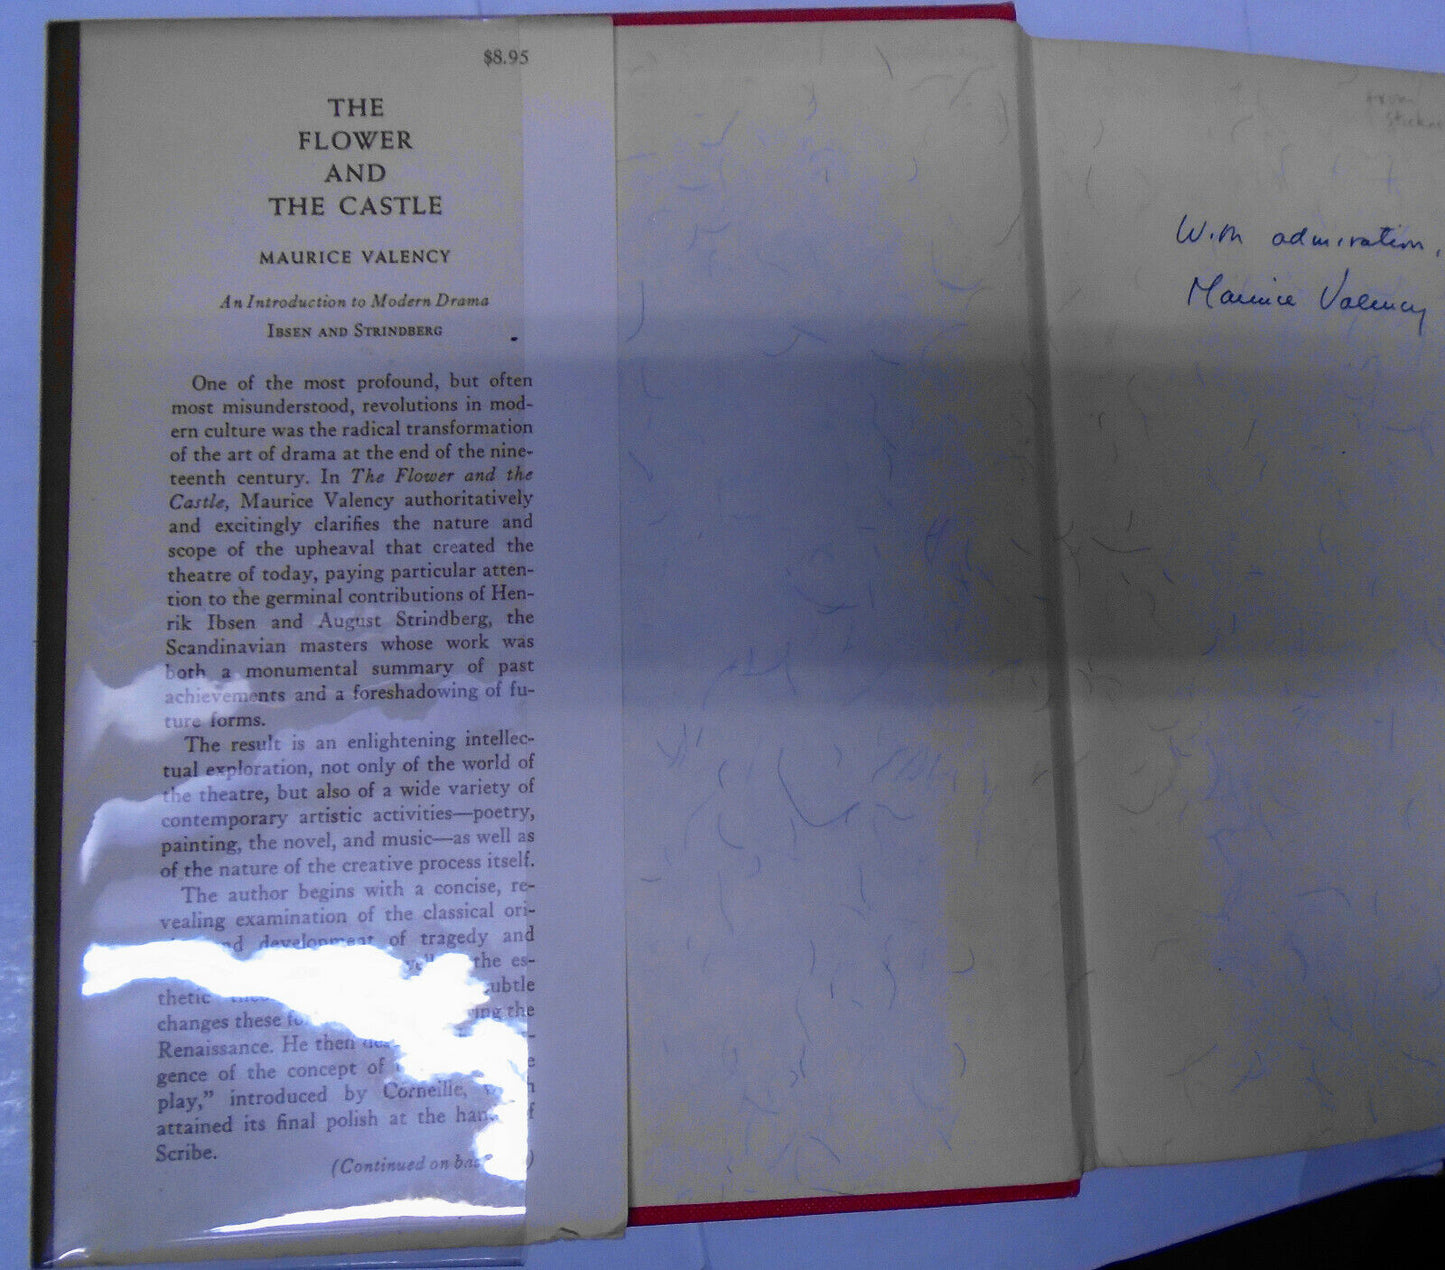 $8.95
THE
FLOWER
AND
THE CASTLE
MAURICE VALENCY
An Introduction to Modern Drama
IBSEN AND STRINDBERG
One of the most profound, but often
most misunderstood, revolutions in mod-
ern culture was the radical transformation
of the art of drama at the end of the nine-
teenth century. In The Flower and the
Castle, Maurice Valency authoritatively
and excitingly clarifies the nature and
scope of the upheaval that created the
theatre of today, paying particular atten-
tion to the germinal contributions of Hen-
rik Ibsen and August Strindberg, the
Scandinavian masters whose work was
both a monumental summary of past
achievements and a foreshadowing of fu-
ture forms.
The result is an enlightening intellec-
tual exploration, not only of the world of
the theatre, but also of a wide variety of
contemporary artistic activities—poetry,
painting, the novel, and music—as well as
of the nature of the creative process itself.
The author begins with a concise, re-
vealing examination of the classical ori-
and development of tragedy and
the es-
thetic subtle
changes these the
Renaissance. He then
gence of the concept of
play," introduced by Corneille,
attained its final polish at the
Scribe.
(Continued on
With admiration,
Maurice Valency
from